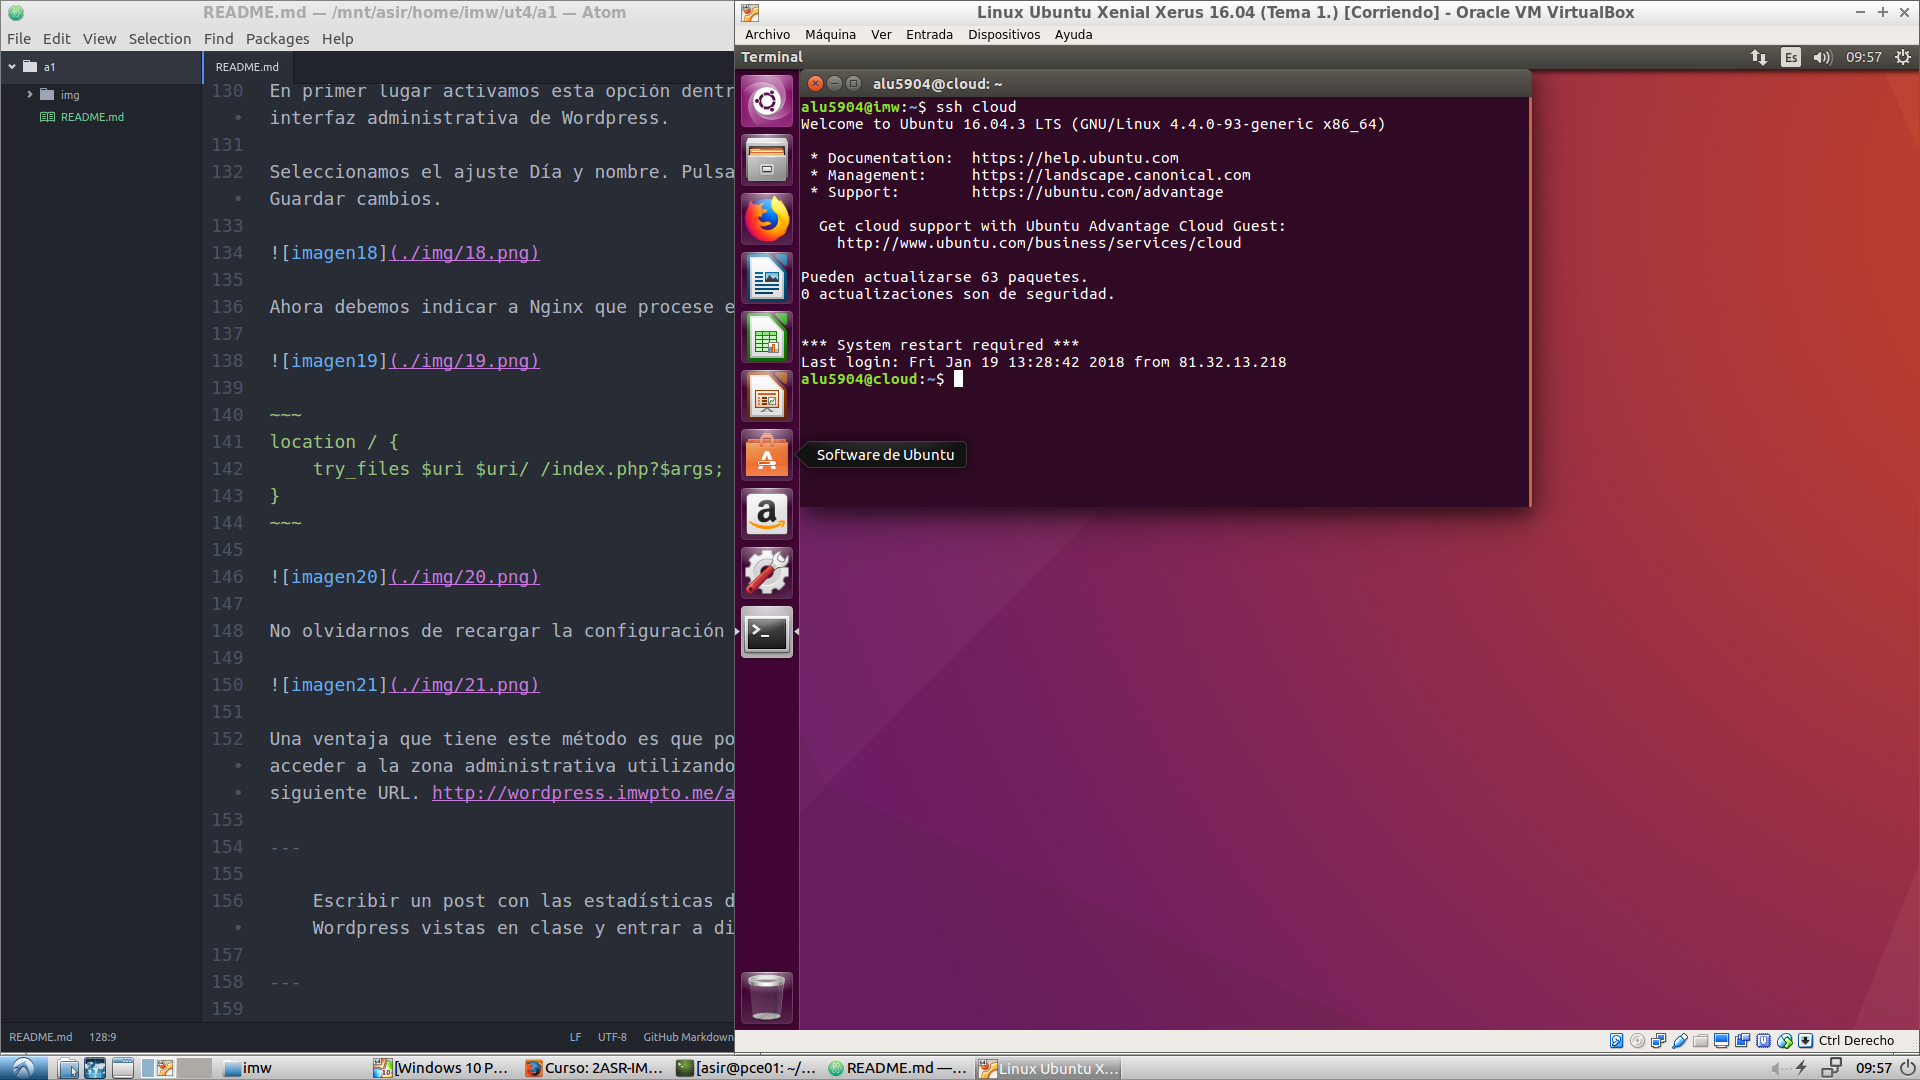 README.md — /mnt/asir/home/imw/ut4/a1 — Atom
File Edit View Selection Find Packages Help
a1
img
README.md
README.md
130 En primer lugar activamos esta opción dentr
• interfaz administrativa de Wordpress.
131
132 Seleccionamos el ajuste Día y nombre. Pulsa
• Guardar cambios.
133
134 ![imagen18](./img/18.png)
135
136 Ahora debemos indicar a Nginx que procese e
137
138 ![imagen19](./img/19.png)
139
140 ~~~
141 location / {
142     try_files $uri $uri/ /index.php?$args;
143 }
144 ~~~
145
146 ![imagen20](./img/20.png)
147
148 No olvidarnos de recargar la configuración
149
150 ![imagen21](./img/21.png)
151
152 Una ventaja que tiene este método es que po
• acceder a la zona administrativa utilizando
• siguiente URL. http://wordpress.imwpto.me/a
153
154 ---
155
156     Escribir un post con las estadísticas d
•     Wordpress vistas en clase y entrar a di
157
158 ---
159
README.md 128:9 LF UTF-8 GitHub Markdown
Linux Ubuntu Xenial Xerus 16.04 (Tema 1.) [Corriendo] - Oracle VM VirtualBox
Archivo Máquina Ver Entrada Dispositivos Ayuda
Terminal Es 09:57
alu5904@cloud: ~
alu5904@imw:~$ ssh cloud
Welcome to Ubuntu 16.04.3 LTS (GNU/Linux 4.4.0-93-generic x86_64)
* Documentation: https://help.ubuntu.com
* Management: https://landscape.canonical.com
* Support: https://ubuntu.com/advantage
Get cloud support with Ubuntu Advantage Cloud Guest:
http://www.ubuntu.com/business/services/cloud
Pueden actualizarse 63 paquetes.
0 actualizaciones son de seguridad.
*** System restart required ***
Last login: Fri Jan 19 13:28:42 2018 from 81.32.13.218
alu5904@cloud:~$
Software de Ubuntu
Ctrl Derecho
imw [Windows 10 P... Curso: 2ASR-IM... [asir@pce01: ~/... README.md —... Linux Ubuntu X... 09:57